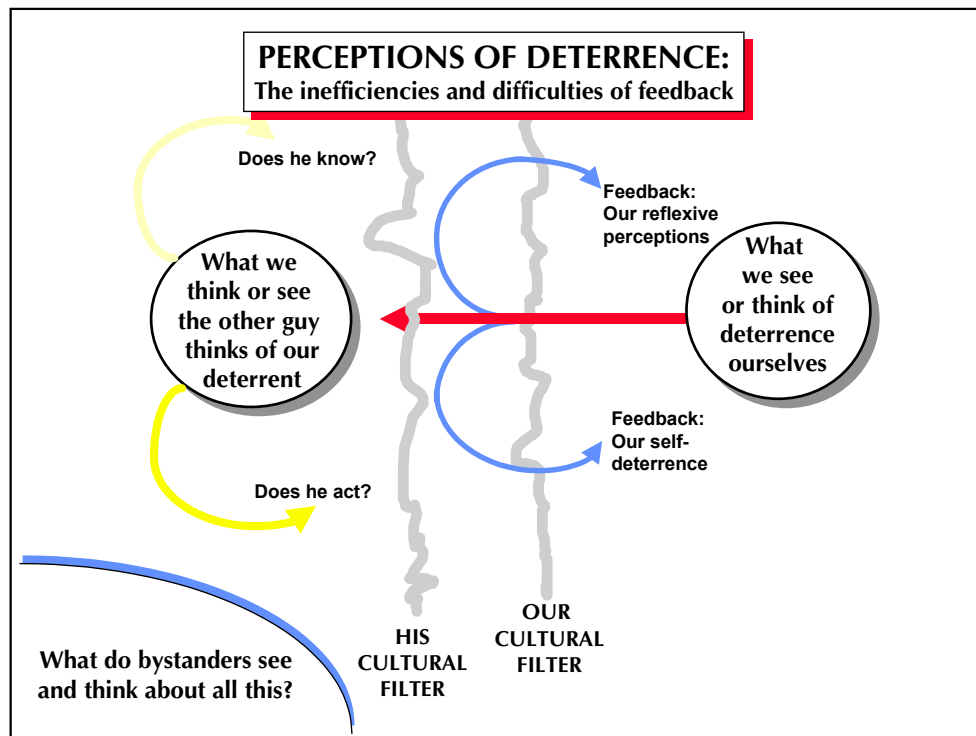 PERCEPTIONS OF DETERRENCE:
The inefficiencies and difficulties of feedback
Does he know?
Feedback:
Our reflexive
perceptions
What we
think or see
the other guy
thinks of our
deterrent
What
we see
or think of
deterrence
ourselves
Feedback:
Our self-
deterrence
Does he act?
HIS
CULTURAL
FILTER
OUR
CULTURAL
FILTER
What do bystanders see
and think about all this?